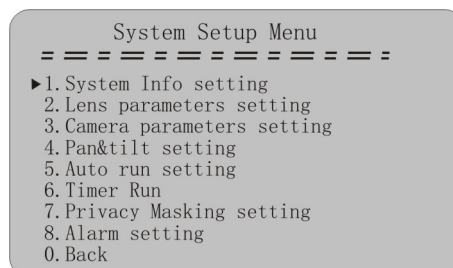 System Setup Menu
▶1.System Info setting
2.Lens parameters setting
3.Camera parameters setting
4.Pan&tilt setting
5.Auto run setting
6.Timer Run
7.Privacy Masking setting
8.Alarm setting
0.Back